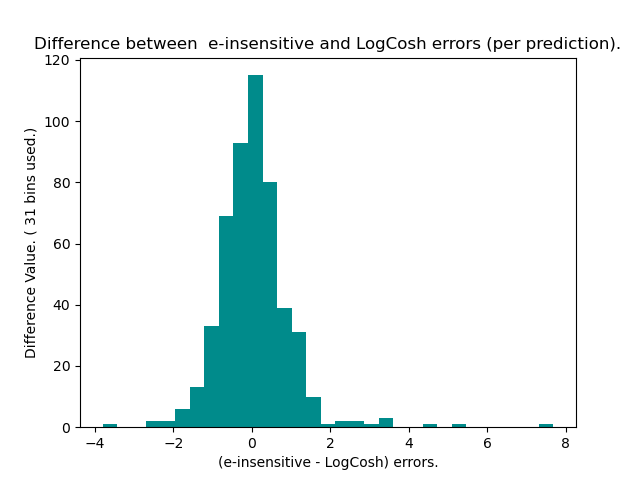 Difference between  e-insensitive and LogCosh errors (per prediction).
120
100
80
60
40
20
0
Difference Value. ( 31 bins used.)
−4 −2 0 2 4 6 8
(e-insensitive - LogCosh) errors.